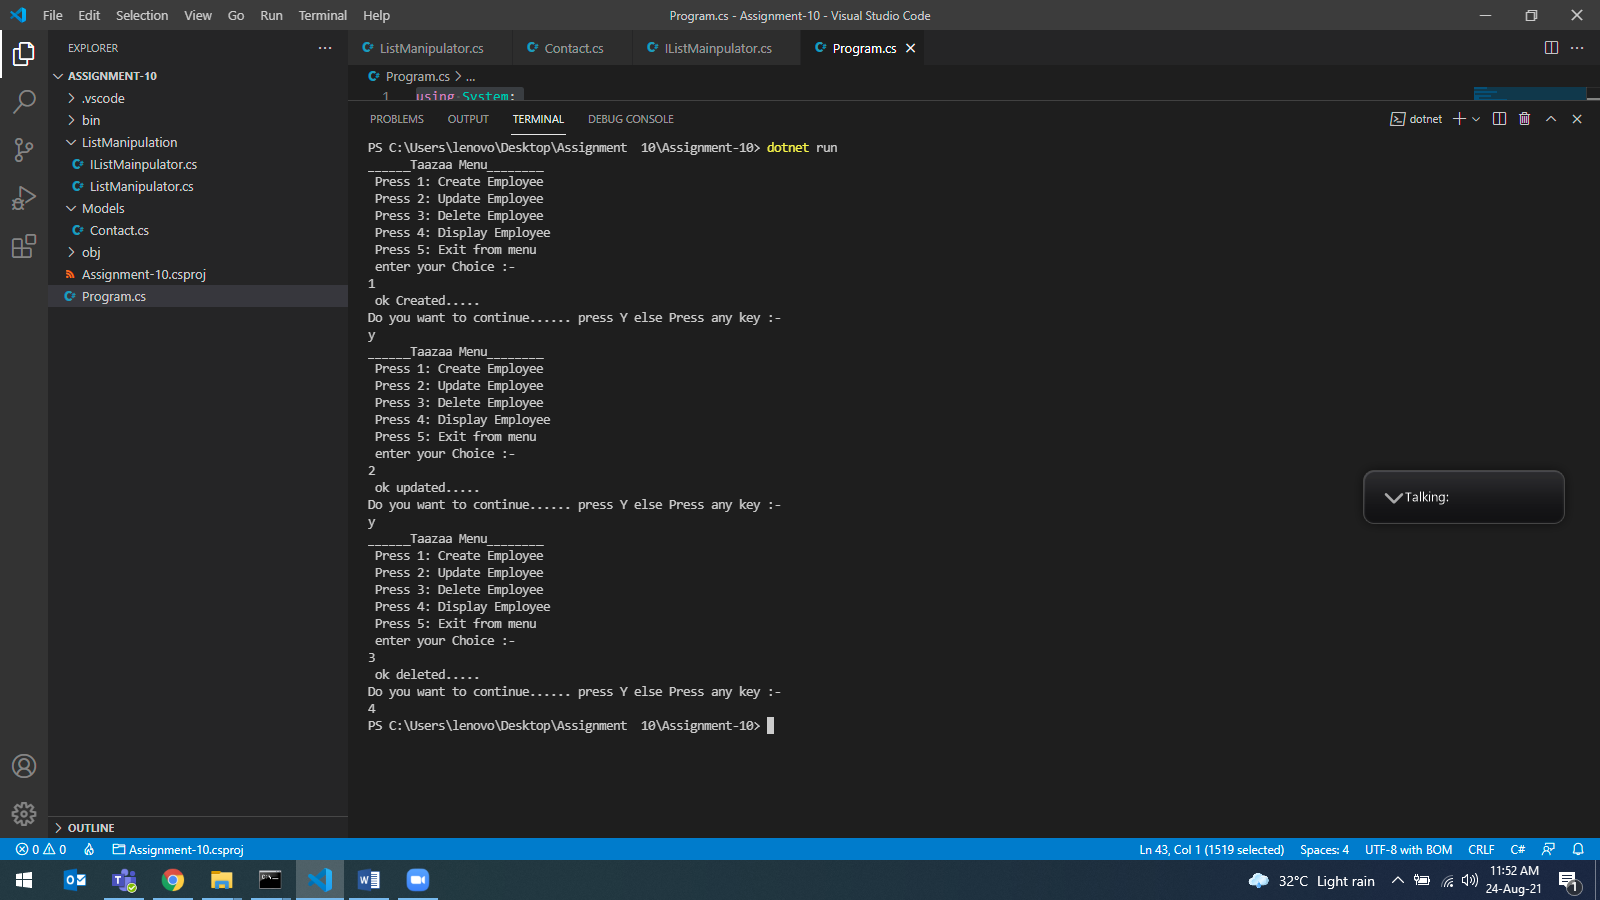 File Edit Selection View Go Run Terminal Help
Program.cs - Assignment-10 - Visual Studio Code
EXPLORER
ASSIGNMENT-10
.vscode
bin
ListManipulation
IListMainpulator.cs
ListManipulator.cs
Models
Contact.cs
obj
Assignment-10.csproj
Program.cs
OUTLINE
ListManipulator.cs Contact.cs IListMainpulator.cs Program.cs
Program.cs > ...
1 using System;
PROBLEMS OUTPUT TERMINAL DEBUG CONSOLE
dotnet
PS C:\Users\lenovo\Desktop\Assignment  10\Assignment-10> dotnet run
______Taazaa Menu________
Press 1: Create Employee
Press 2: Update Employee
Press 3: Delete Employee
Press 4: Display Employee
Press 5: Exit from menu
enter your Choice :-
1
ok Created.....
Do you want to continue...... press Y else Press any key :-
y
______Taazaa Menu________
Press 1: Create Employee
Press 2: Update Employee
Press 3: Delete Employee
Press 4: Display Employee
Press 5: Exit from menu
enter your Choice :-
2
ok updated.....
Do you want to continue...... press Y else Press any key :-
y
______Taazaa Menu________
Press 1: Create Employee
Press 2: Update Employee
Press 3: Delete Employee
Press 4: Display Employee
Press 5: Exit from menu
enter your Choice :-
3
ok deleted.....
Do you want to continue...... press Y else Press any key :-
4
PS C:\Users\lenovo\Desktop\Assignment  10\Assignment-10>
Talking:
0 0 Assignment-10.csproj
Ln 43, Col 1 (1519 selected) Spaces: 4 UTF-8 with BOM CRLF C#
32°C Light rain
11:52 AM
24-Aug-21
1